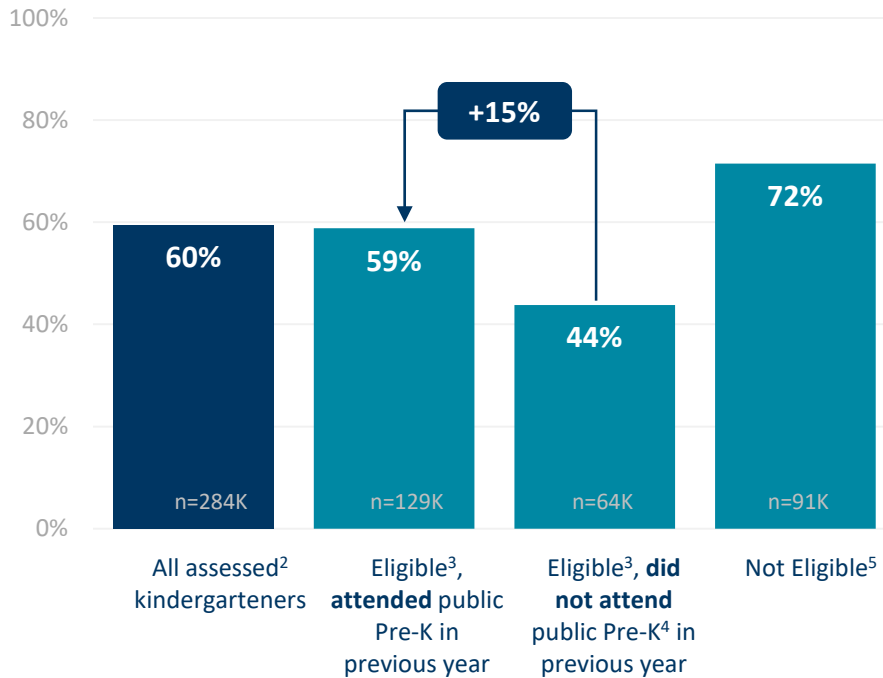 100%
80%
60%
40%
20%
0%
+15%
60%
59%
44%
72%
n=284K
n=129K
n=64K
n=91K
All assessed²
kindergarteners
Eligible³,
attended public
Pre-K in
previous year
Eligible³, did
not attend
public Pre-K⁴ in
previous year
Not Eligible⁵